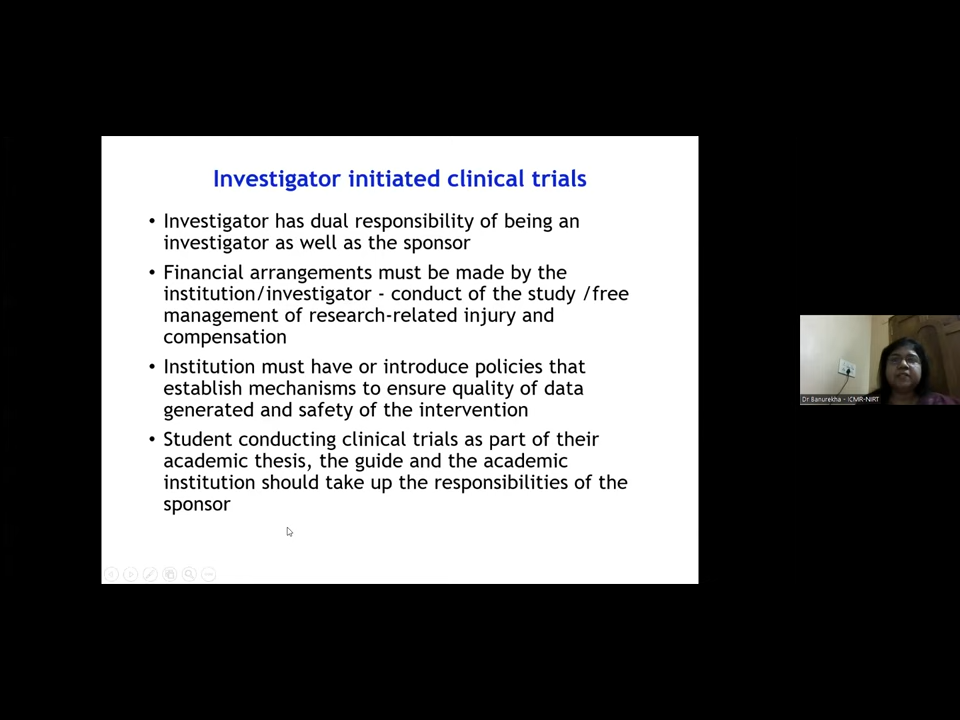 Investigator initiated clinical trials
• Investigator has dual responsibility of being an
investigator as well as the sponsor
• Financial arrangements must be made by the
institution/investigator - conduct of the study /free
management of research-related injury and
compensation
• Institution must have or introduce policies that
establish mechanisms to ensure quality of data
generated and safety of the intervention
• Student conducting clinical trials as part of their
academic thesis, the guide and the academic
institution should take up the responsibilities of the
sponsor
Dr Banurekha - ICMR-NIRT